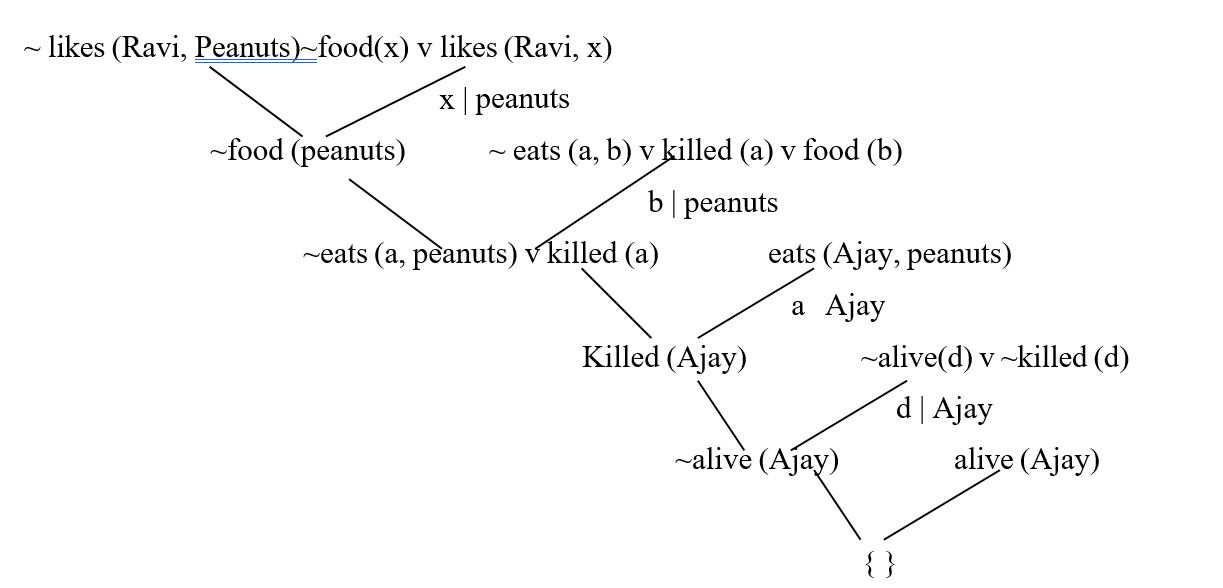 ~ likes (Ravi, Peanuts)~food(x) v likes (Ravi, x)
x | peanuts
~food (peanuts) ~ eats (a, b) v killed (a) v food (b)
b | peanuts
~eats (a, peanuts) v killed (a) eats (Ajay, peanuts)
a Ajay
Killed (Ajay) ~alive(d) v ~killed (d)
d | Ajay
~alive (Ajay) alive (Ajay)
{ }